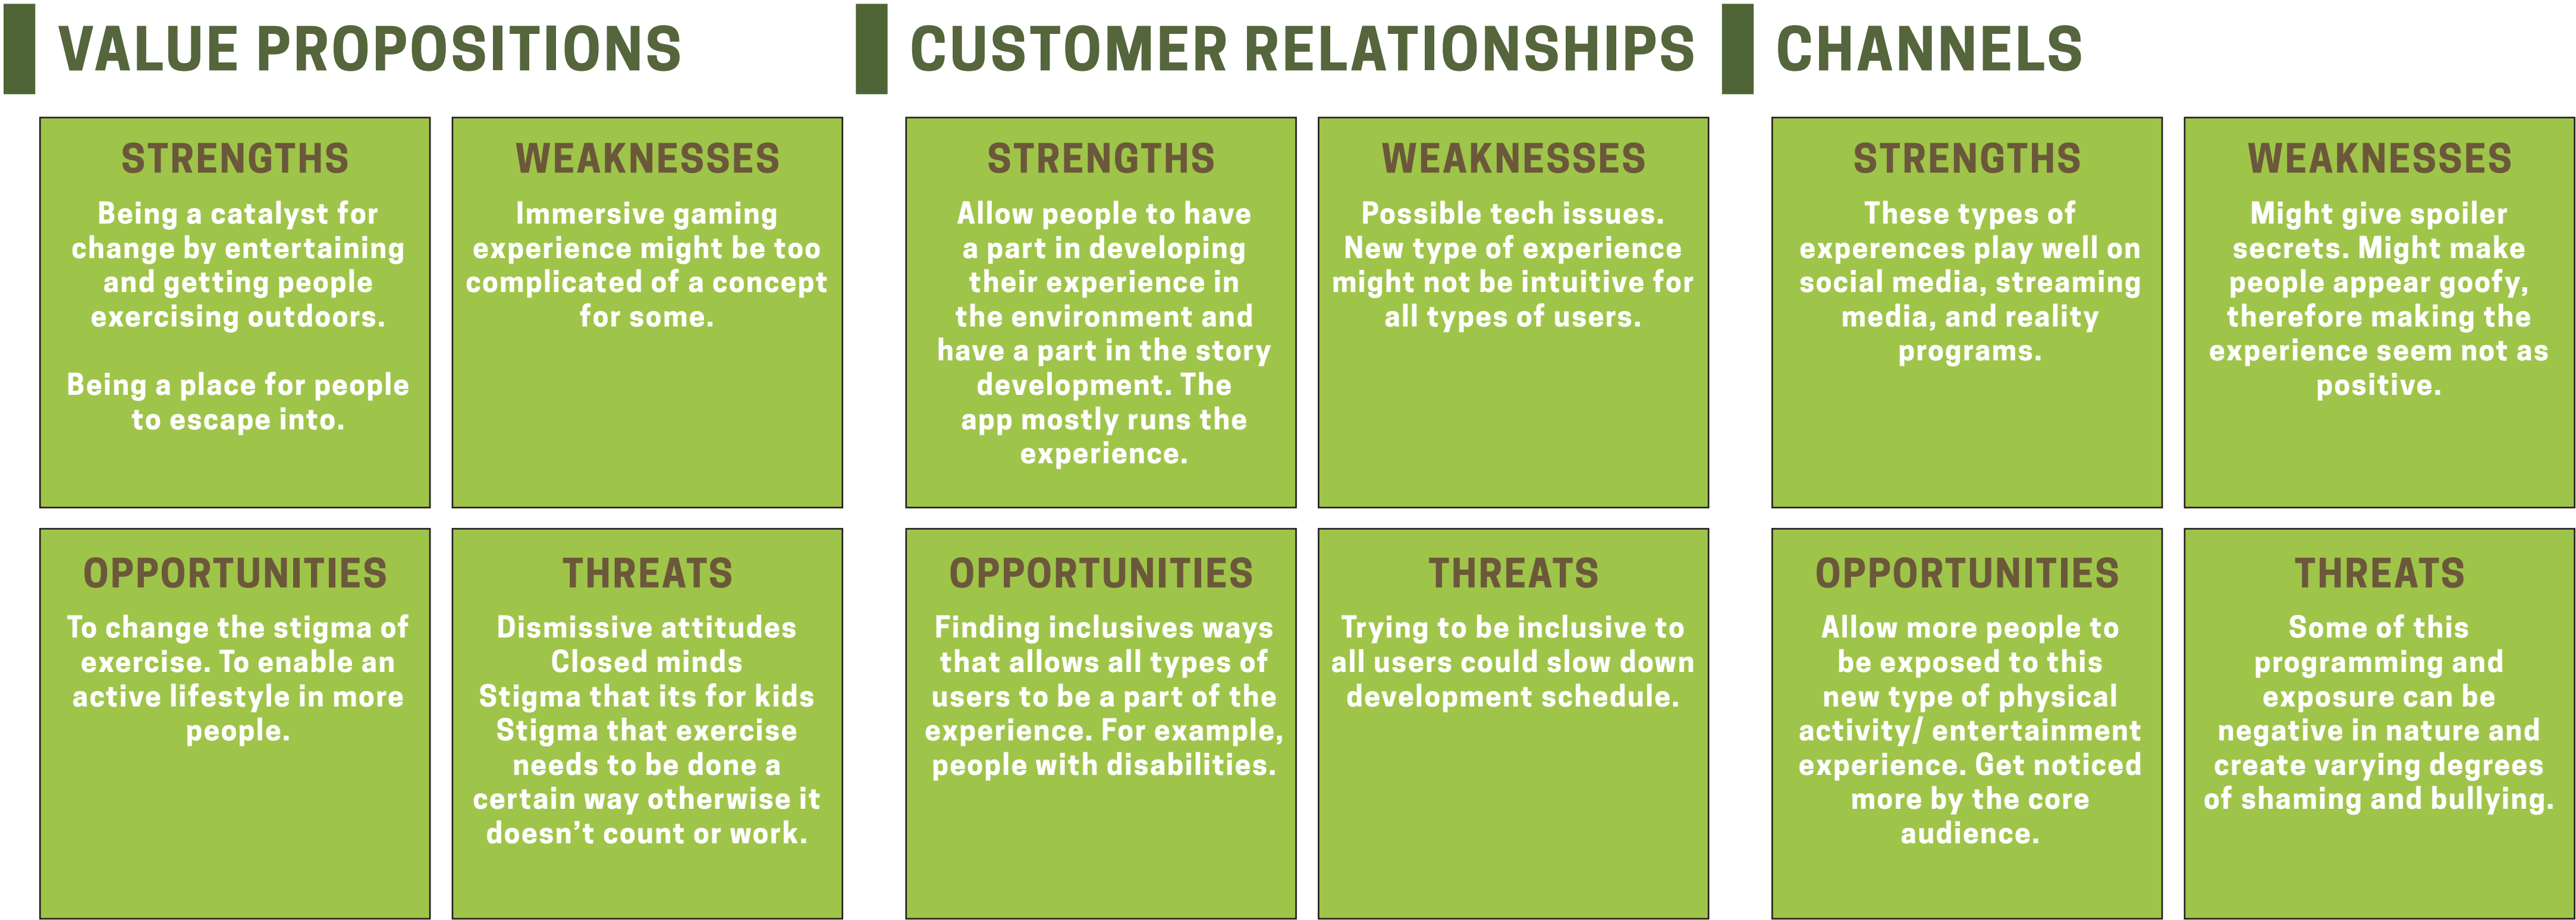 VALUE PROPOSITIONS
STRENGTHS
Being a catalyst for
change by entertaining
and getting people
exercising outdoors.
Being a place for people
to escape into.
WEAKNESSES
Immersive gaming
experience might be too
complicated of a concept
for some.
OPPORTUNITIES
To change the stigma of
exercise. To enable an
active lifestyle in more
people.
THREATS
Dismissive attitudes
Closed minds
Stigma that its for kids
Stigma that exercise
needs to be done a
certain way otherwise it
doesn’t count or work.
CUSTOMER RELATIONSHIPS
STRENGTHS
Allow people to have
a part in developing
their experience in
the environment and
have a part in the story
development. The
app mostly runs the
experience.
WEAKNESSES
Possible tech issues.
New type of experience
might not be intuitive for
all types of users.
OPPORTUNITIES
Finding inclusives ways
that allows all types of
users to be a part of the
experience. For example,
people with disabilities.
THREATS
Trying to be inclusive to
all users could slow down
development schedule.
CHANNELS
STRENGTHS
These types of
experences play well on
social media, streaming
media, and reality
programs.
WEAKNESSES
Might give spoiler
secrets. Might make
people appear goofy,
therefore making the
experience seem not as
positive.
OPPORTUNITIES
Allow more people to
be exposed to this
new type of physical
activity/ entertainment
experience. Get noticed
more by the core
audience.
THREATS
Some of this
programming and
exposure can be
negative in nature and
create varying degrees
of shaming and bullying.